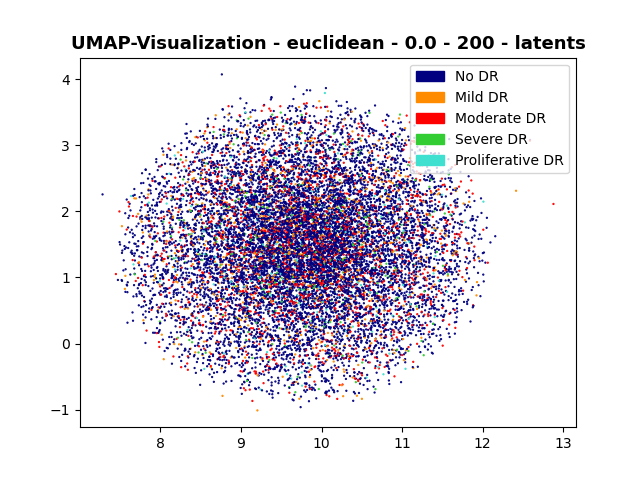 UMAP-Visualization - euclidean - 0.0 - 200 - latents
No DR
Mild DR
Moderate DR
Severe DR
Proliferative DR
4
3
2
1
0
−1
8 9 10 11 12 13